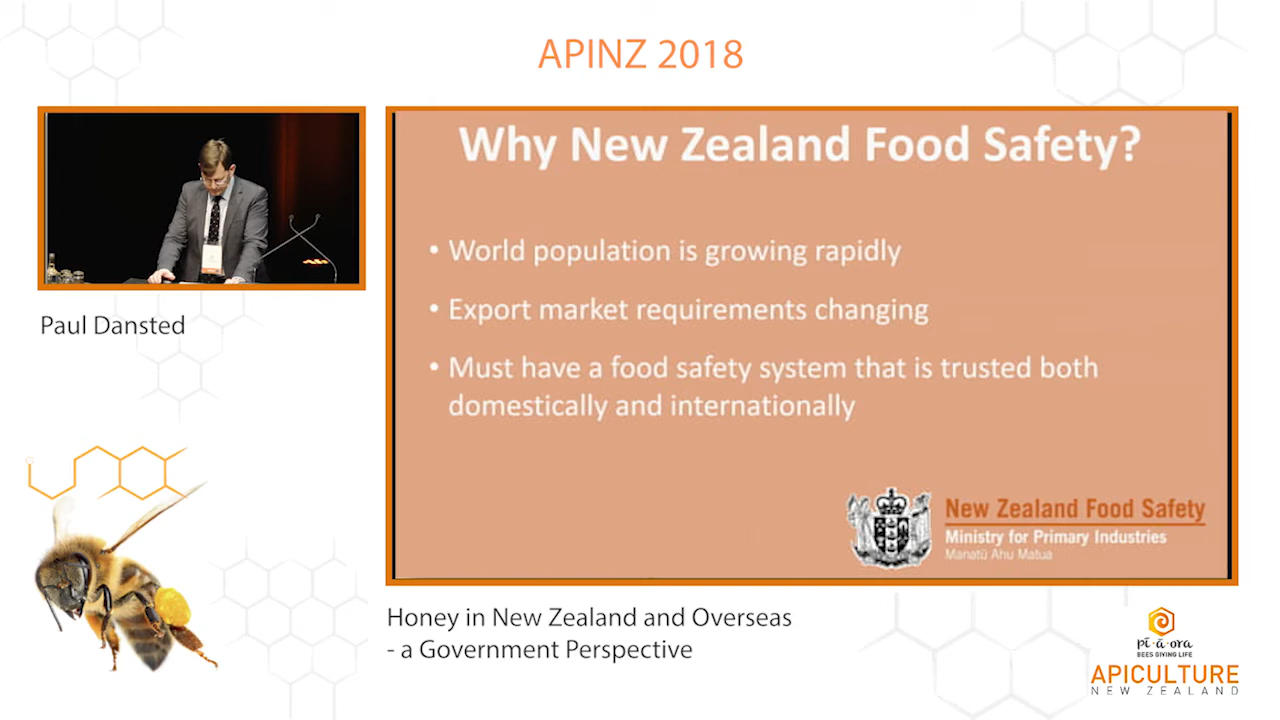 APINZ 2018
Paul Dansted
Why New Zealand Food Safety?
• World population is growing rapidly
• Export market requirements changing
• Must have a food safety system that is trusted both
domestically and internationally
New Zealand Food Safety
Ministry for Primary Industries
Manatū Ahu Matua
Honey in New Zealand and Overseas
- a Government Perspective
pī-ā-ora
BEES GIVING LIFE
APICULTURE
NEW ZEALAND